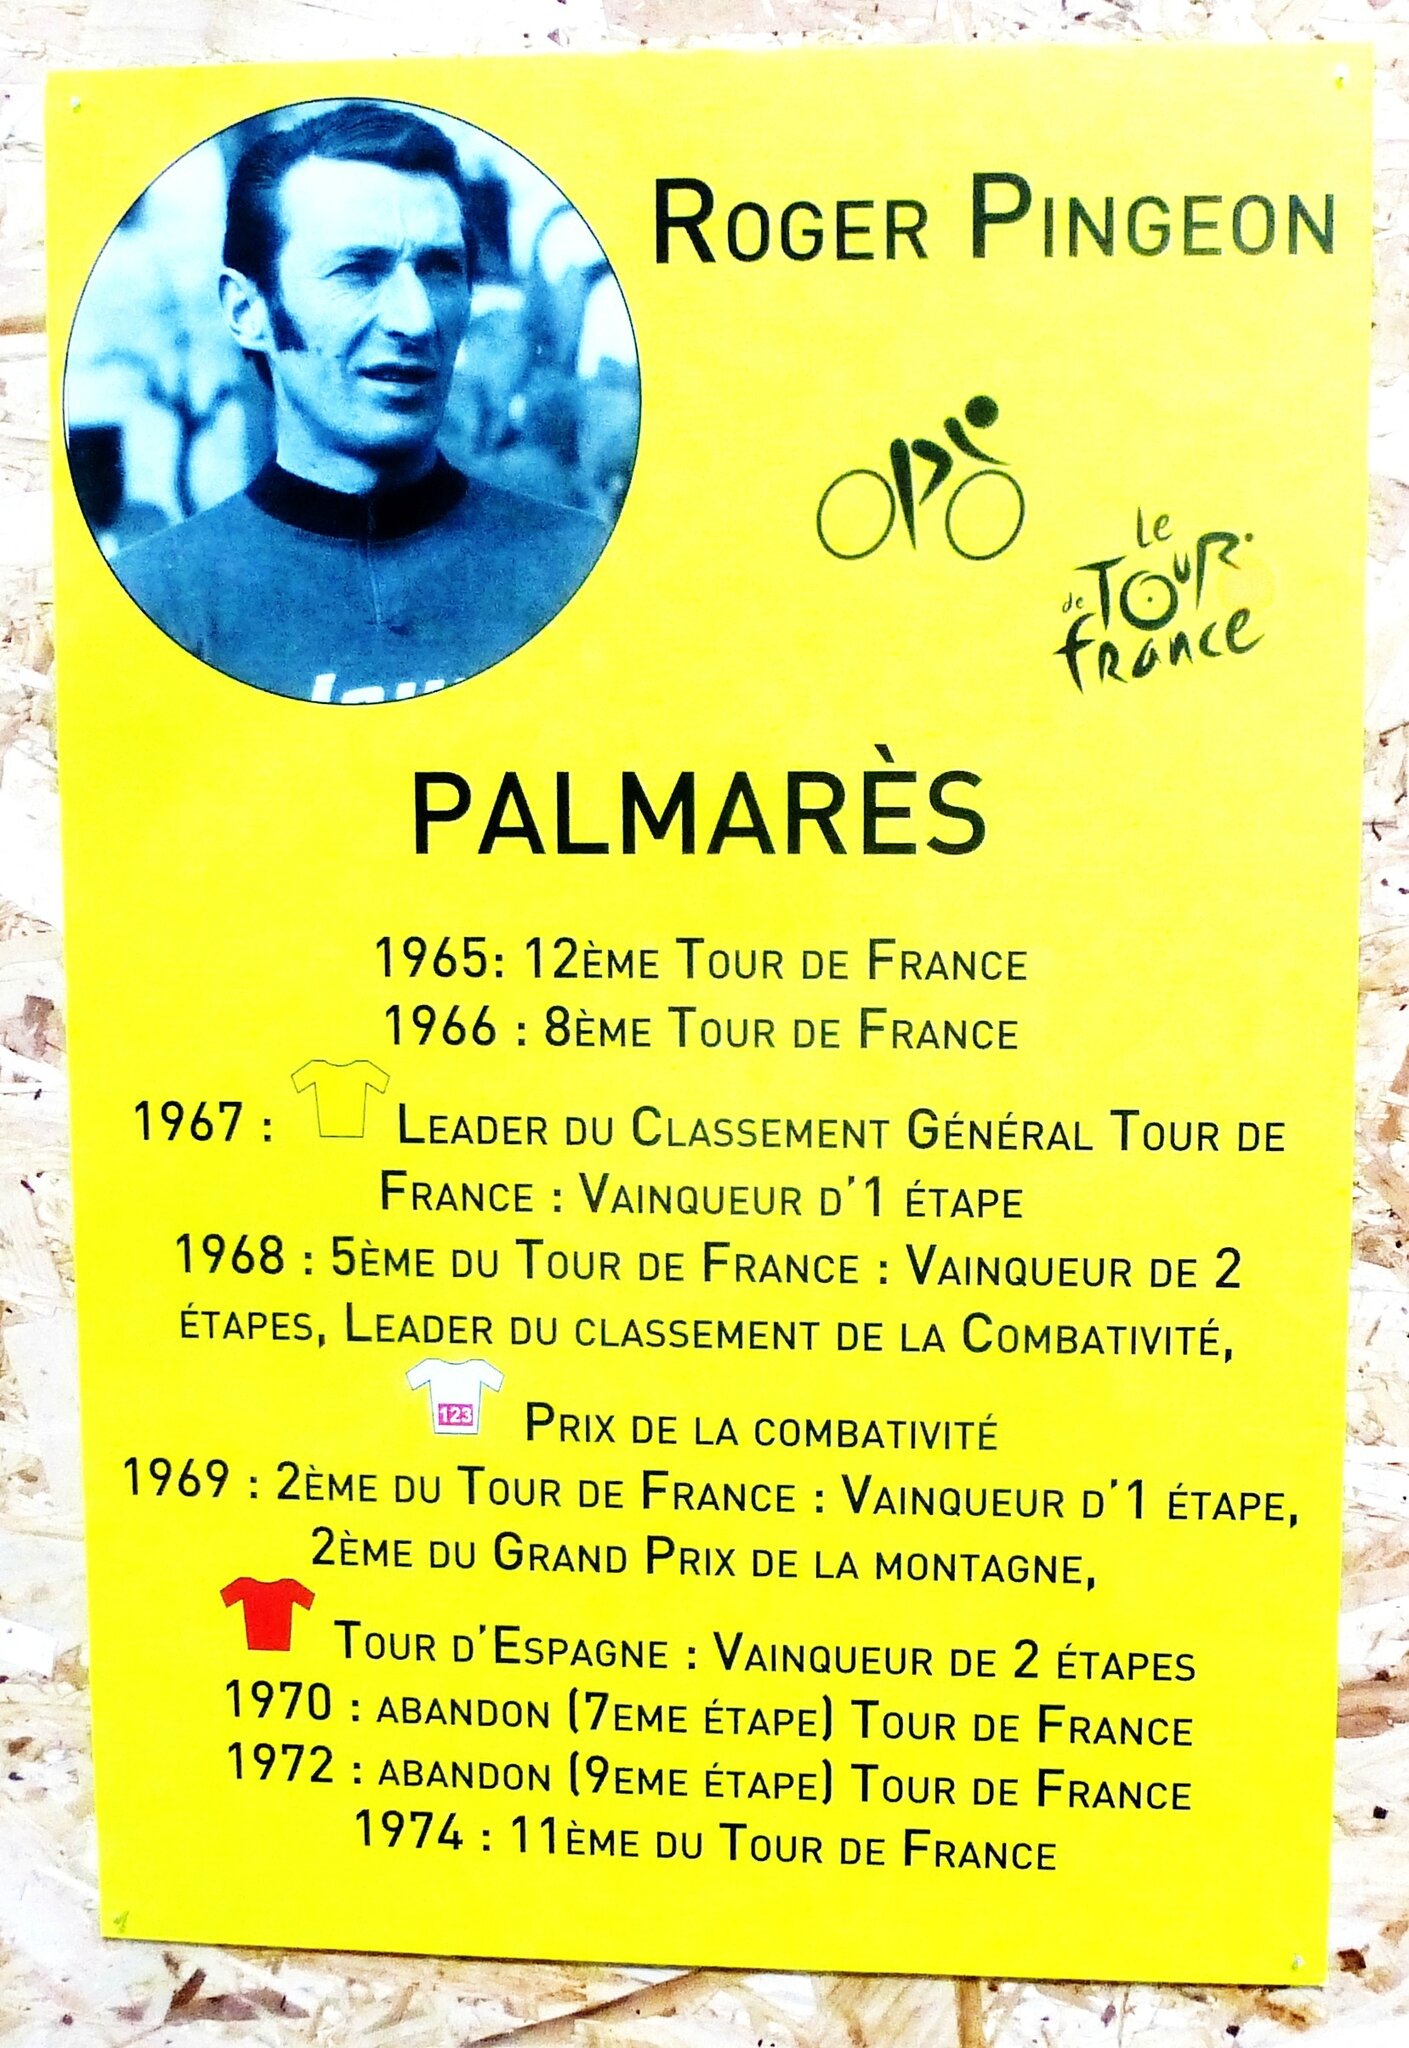 Roger Pingeon
Le
Tour
de
France
PALMARÈS
1965: 12ème Tour de France
1966 : 8ème Tour de France
1967 : Leader du Classement Général Tour de
France : Vainqueur d'1 étape
1968 : 5ème du Tour de France : Vainqueur de 2
étapes, Leader du classement de la Combativité,
123 Prix de la combativité
1969 : 2ème du Tour de France : Vainqueur d'1 étape,
2ème du Grand Prix de la montagne,
Tour d'Espagne : Vainqueur de 2 étapes
1970 : abandon (7eme étape) Tour de France
1972 : abandon (9eme étape) Tour de France
1974 : 11ème du Tour de France